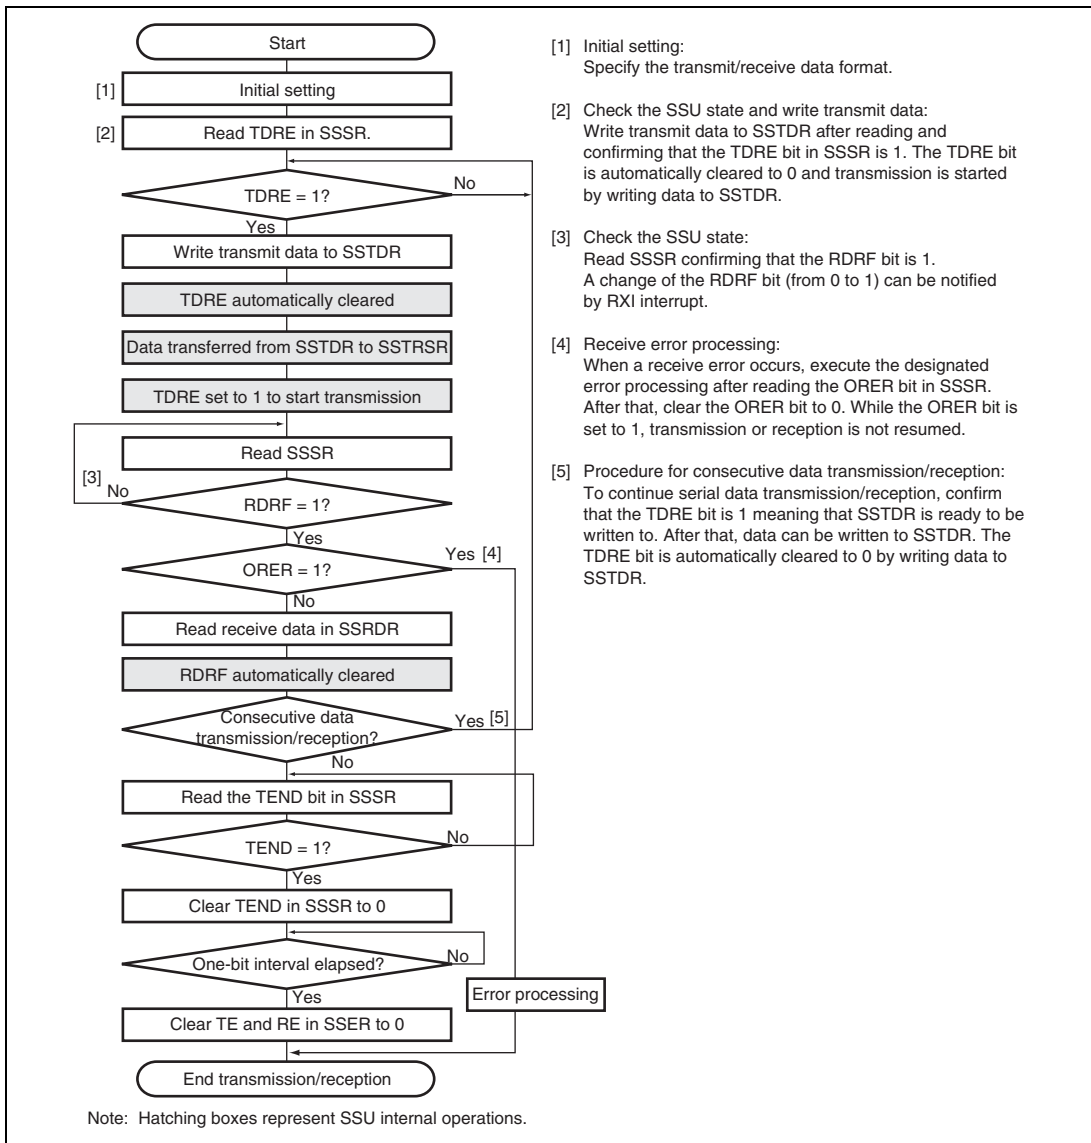 Start
[1] Initial setting
[2] Read TDRE in SSSR.
TDRE = 1?
No
Yes
Write transmit data to SSTDR
TDRE automatically cleared
Data transferred from SSTDR to SSTRSR
TDRE set to 1 to start transmission
Read SSSR
[3]
No
RDRF = 1?
Yes
Yes [4]
ORER = 1?
No
Read receive data in SSRDR
RDRF automatically cleared
Consecutive data
transmission/reception?
Yes [5]
No
Read the TEND bit in SSSR
No
TEND = 1?
Yes
Clear TEND in SSSR to 0
No
One-bit interval elapsed?
Yes
Error processing
Clear TE and RE in SSER to 0
End transmission/reception
[1] Initial setting:
Specify the transmit/receive data format.
[2] Check the SSU state and write transmit data:
Write transmit data to SSTDR after reading and
confirming that the TDRE bit in SSSR is 1. The TDRE bit
is automatically cleared to 0 and transmission is started
by writing data to SSTDR.
[3] Check the SSU state:
Read SSSR confirming that the RDRF bit is 1.
A change of the RDRF bit (from 0 to 1) can be notified
by RXI interrupt.
[4] Receive error processing:
When a receive error occurs, execute the designated
error processing after reading the ORER bit in SSSR.
After that, clear the ORER bit to 0. While the ORER bit is
set to 1, transmission or reception is not resumed.
[5] Procedure for consecutive data transmission/reception:
To continue serial data transmission/reception, confirm
that the TDRE bit is 1 meaning that SSTDR is ready to be
written to. After that, data can be written to SSTDR. The
TDRE bit is automatically cleared to 0 by writing data to
SSTDR.
Note: Hatching boxes represent SSU internal operations.